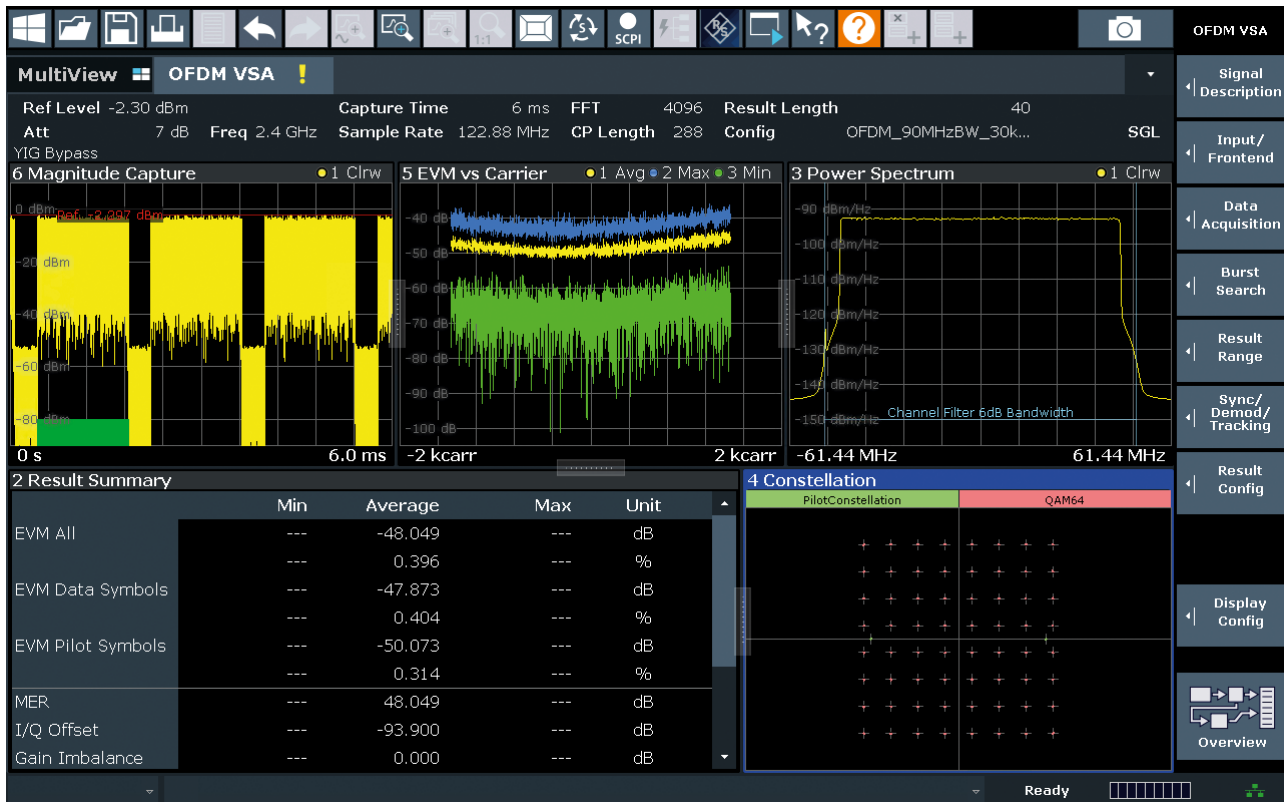 SCPI
1:1
OFDM VSA
MultiView OFDM VSA !
Ref Level -2.30 dBm Capture Time 6 ms FFT 4096 Result Length 40
Att 7 dB Freq 2.4 GHz Sample Rate 122.88 MHz CP Length 288 Config OFDM_90MHzBW_30k... SGL
YIG Bypass
6 Magnitude Capture 1 Clrw
0 dBm
Ref -2.297 dBm
-20 dBm
-40 dBm
-60 dBm
-80 dBm
0 s 6.0 ms
5 EVM vs Carrier 1 Avg 2 Max 3 Min
-40 dB
-50 dB
-60 dB
-70 dB
-80 dB
-90 dB
-100 dB
-2 kcarr 2 kcarr
3 Power Spectrum 1 Clrw
-90 dBm/Hz
-100 dBm/Hz
-110 dBm/Hz
-120 dBm/Hz
-130 dBm/Hz
-140 dBm/Hz
-150 dBm/Hz
Channel Filter 6dB Bandwidth
-61.44 MHz 61.44 MHz
2 Result Summary
Min Average Max Unit
EVM All --- -48.049 --- dB
--- 0.396 --- %
EVM Data Symbols --- -47.873 --- dB
--- 0.404 --- %
EVM Pilot Symbols --- -50.073 --- dB
--- 0.314 --- %
MER --- 48.049 --- dB
I/Q Offset --- -93.900 --- dB
Gain Imbalance --- 0.000 --- dB
4 Constellation
PilotConstellation QAM64
Signal
Description
Input/
Frontend
Data
Acquisition
Burst
Search
Result
Range
Sync/
Demod/
Tracking
Result
Config
Display
Config
Overview
Ready